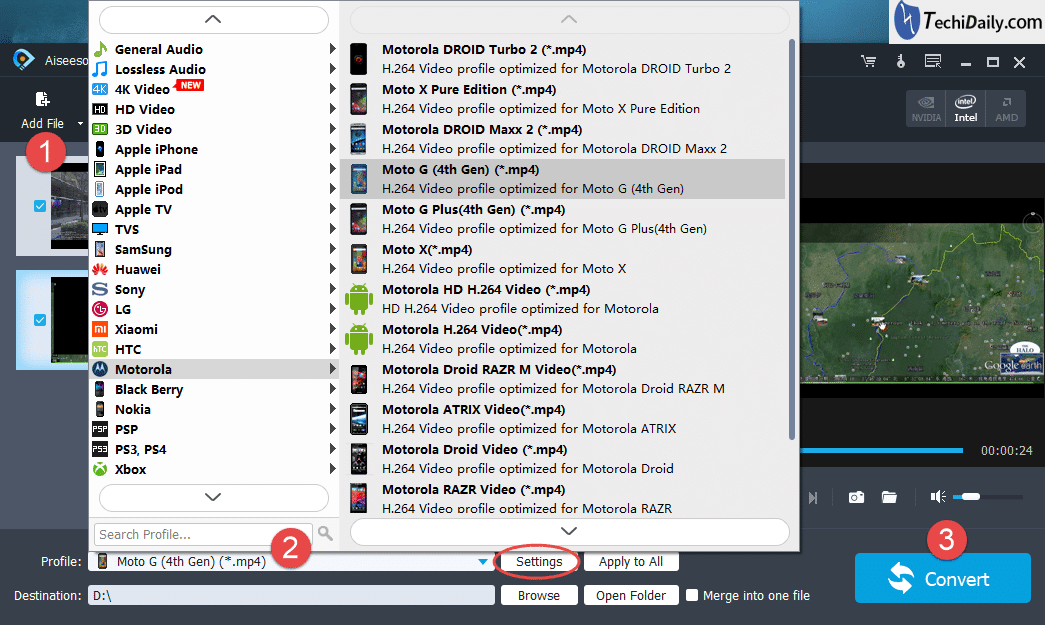 TechiDaily.com
Aiseeso
Add File
1
NVIDIA
intel
Intel
AMD
General Audio
Lossless Audio
4K
4K Video
NEW
HD
HD Video
3D
3D Video
Apple iPhone
Apple iPad
Apple iPod
tv
Apple TV
TVS
SamSung
Huawei
Sony
LG
Xiaomi
hTC
HTC
Motorola
Black Berry
Nokia
PSP
PSP
PS3
PS3, PS4
Xbox
Search Profile...
2
Motorola DROID Turbo 2 (*.mp4)
H.264 Video profile optimized for Motorola DROID Turbo 2
Moto X Pure Edition (*.mp4)
H.264 Video profile optimized for Moto X Pure Edition
Motorola DROID Maxx 2 (*.mp4)
H.264 Video profile optimized for Motorola DROID Maxx 2
Moto G (4th Gen) (*.mp4)
H.264 Video profile optimized for Moto G (4th Gen)
Moto G Plus(4th Gen) (*.mp4)
H.264 Video profile optimized for Moto G Plus(4th Gen)
Moto X(*.mp4)
H.264 Video profile optimized for Moto X
Motorola HD H.264 Video (*.mp4)
HD H.264 Video profile optimized for Motorola
Motorola H.264 Video(*.mp4)
H.264 Video profile optimized for Motorola
Motorola Droid RAZR M Video(*.mp4)
H.264 Video profile optimized for Motorola Droid RAZR M
Motorola ATRIX Video(*.mp4)
H.264 Video profile optimized for Motorola ATRIX
Motorola Droid Video (*.mp4)
H.264 Video profile optimized for Motorola Droid
Motorola RAZR Video (*.mp4)
H.264 Video profile optimized for Motorola RAZR
HALO
Google earth
00:00:24
Profile:
Moto G (4th Gen) (*.mp4)
Settings
Apply to All
Destination:
D:\
Browse
Open Folder
Merge into one file
3
Convert